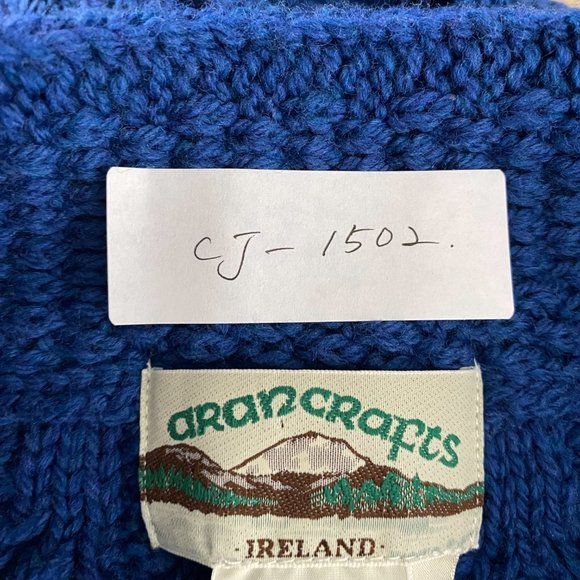 CJ- 1502.
arancrafts
·IRELAND·